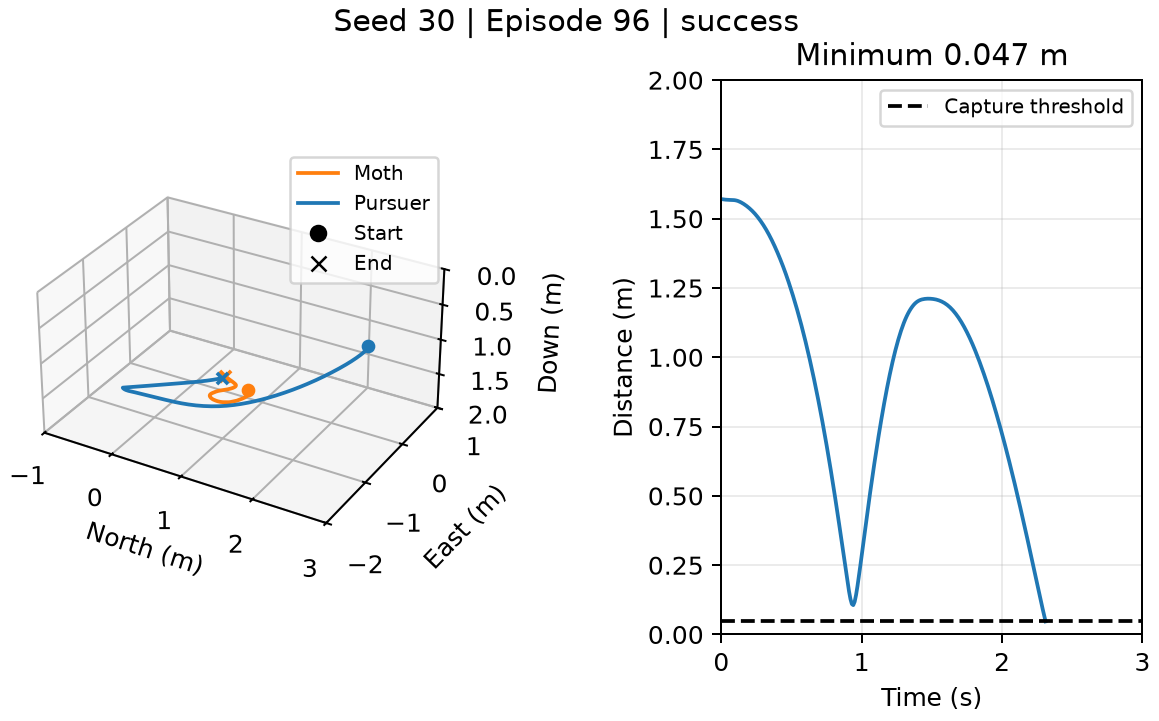 Seed 30 | Episode 96 | success
Moth
Pursuer
Start
End
0.0
0.5
1.0
1.5
2.0
Down (m)
−1
0
1
2
3
North (m)
−2
−1
0
1
East (m)
Minimum 0.047 m
Capture threshold
2.00
1.75
1.50
1.25
1.00
0.75
0.50
0.25
0.00
Distance (m)
0
1
2
3
Time (s)